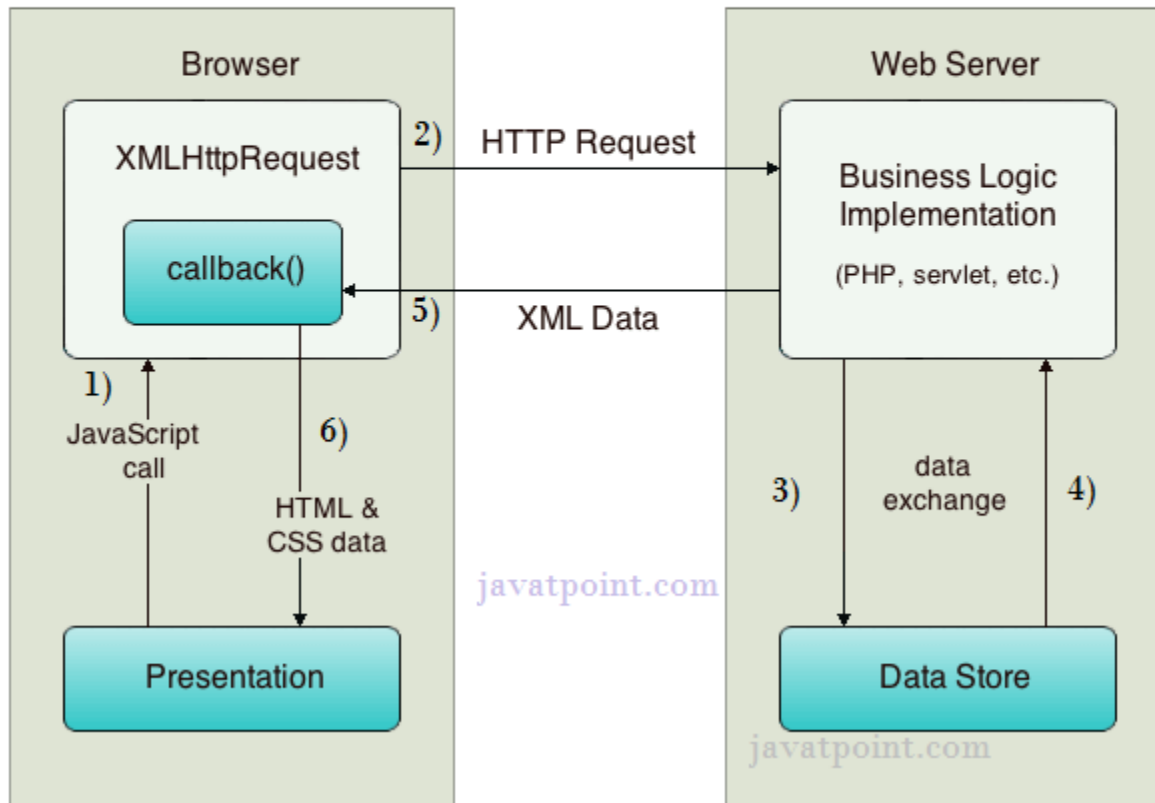 Browser
XMLHttpRequest
callback()
1)
JavaScript
call
6)
HTML &
CSS data
Presentation
2)
HTTP Request
5)
XML Data
javatpoint.com
Web Server
Business Logic
Implementation
(PHP, servlet, etc.)
3)
data
exchange
4)
Data Store
javatpoint.com